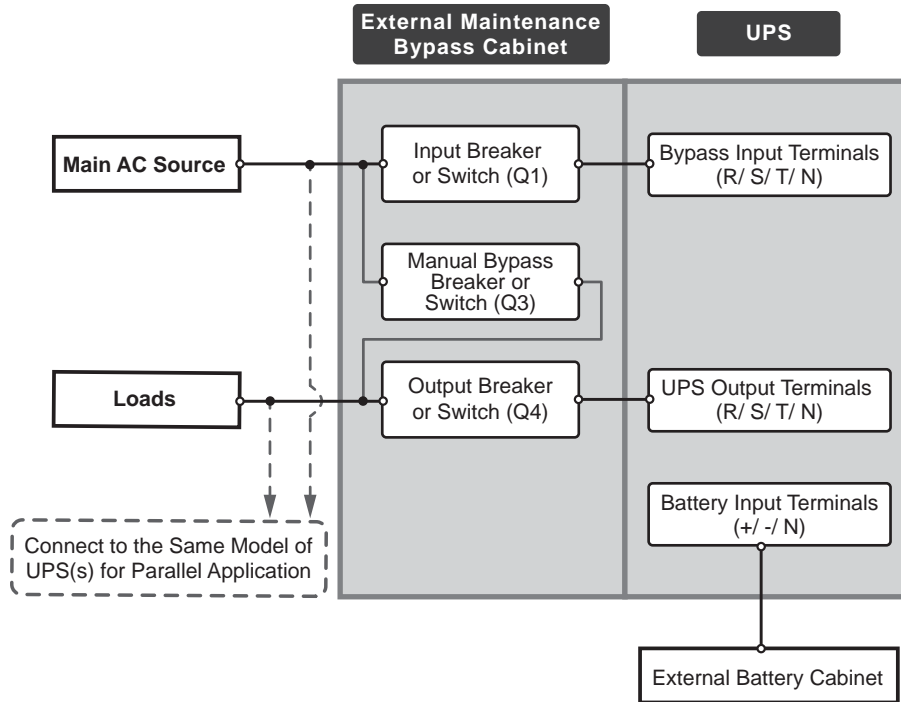 External Maintenance
Bypass Cabinet
UPS
Main AC Source
Input Breaker
or Switch (Q1)
Bypass Input Terminals
(R/ S/ T/ N)
Manual Bypass
Breaker or
Switch (Q3)
Loads
Output Breaker
or Switch (Q4)
UPS Output Terminals
(R/ S/ T/ N)
Battery Input Terminals
(+/ -/ N)
Connect to the Same Model of
UPS(s) for Parallel Application
External Battery Cabinet